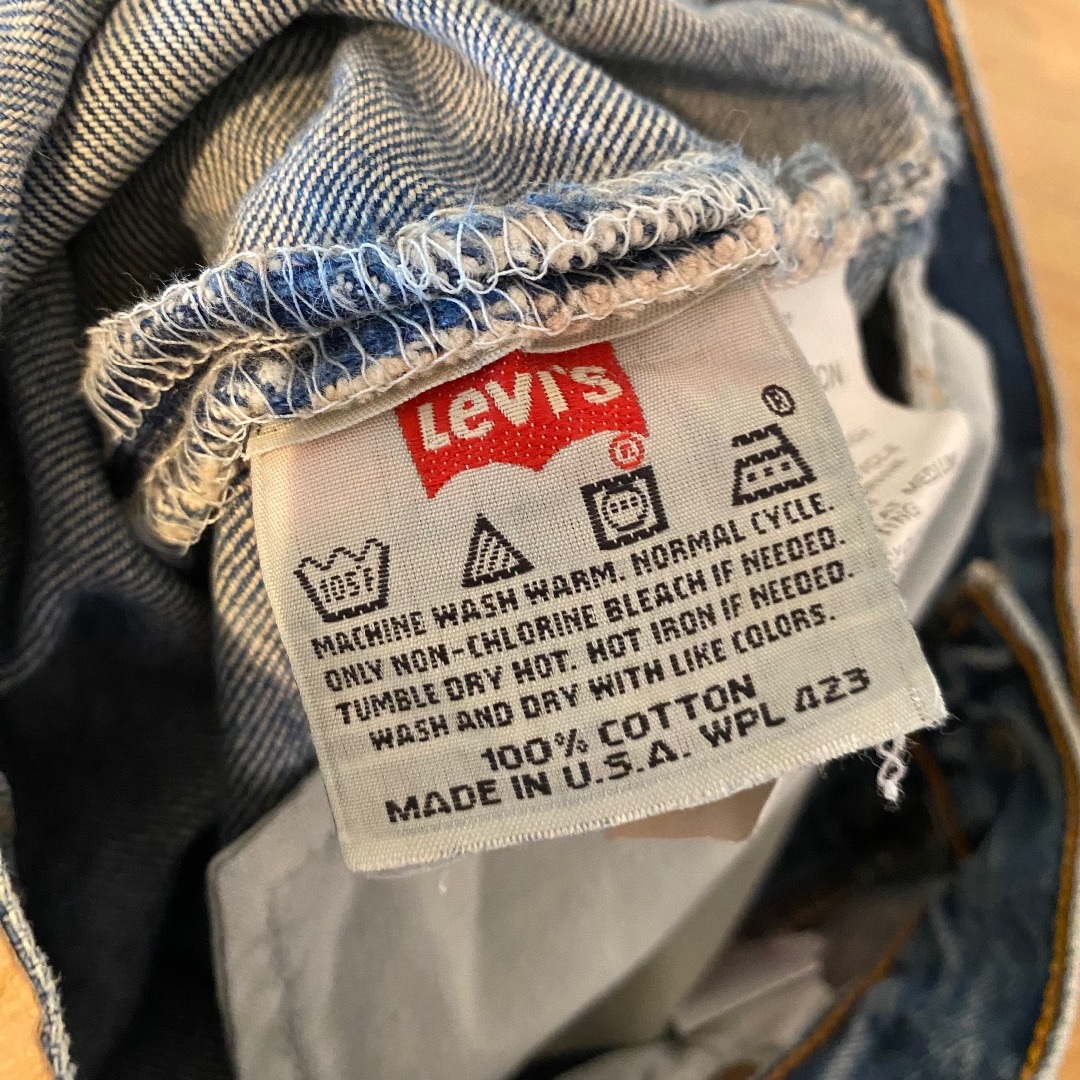 LEVI'S
®
®
105F
MACHINE WASH WARM. NORMAL CYCLE.
ONLY NON-CHLORINE BLEACH IF NEEDED.
TUMBLE DRY HOT. HOT IRON IF NEEDED.
WASH AND DRY WITH LIKE COLORS.
100% COTTON
MADE IN U.S.A. WPL 423
MEDIUM